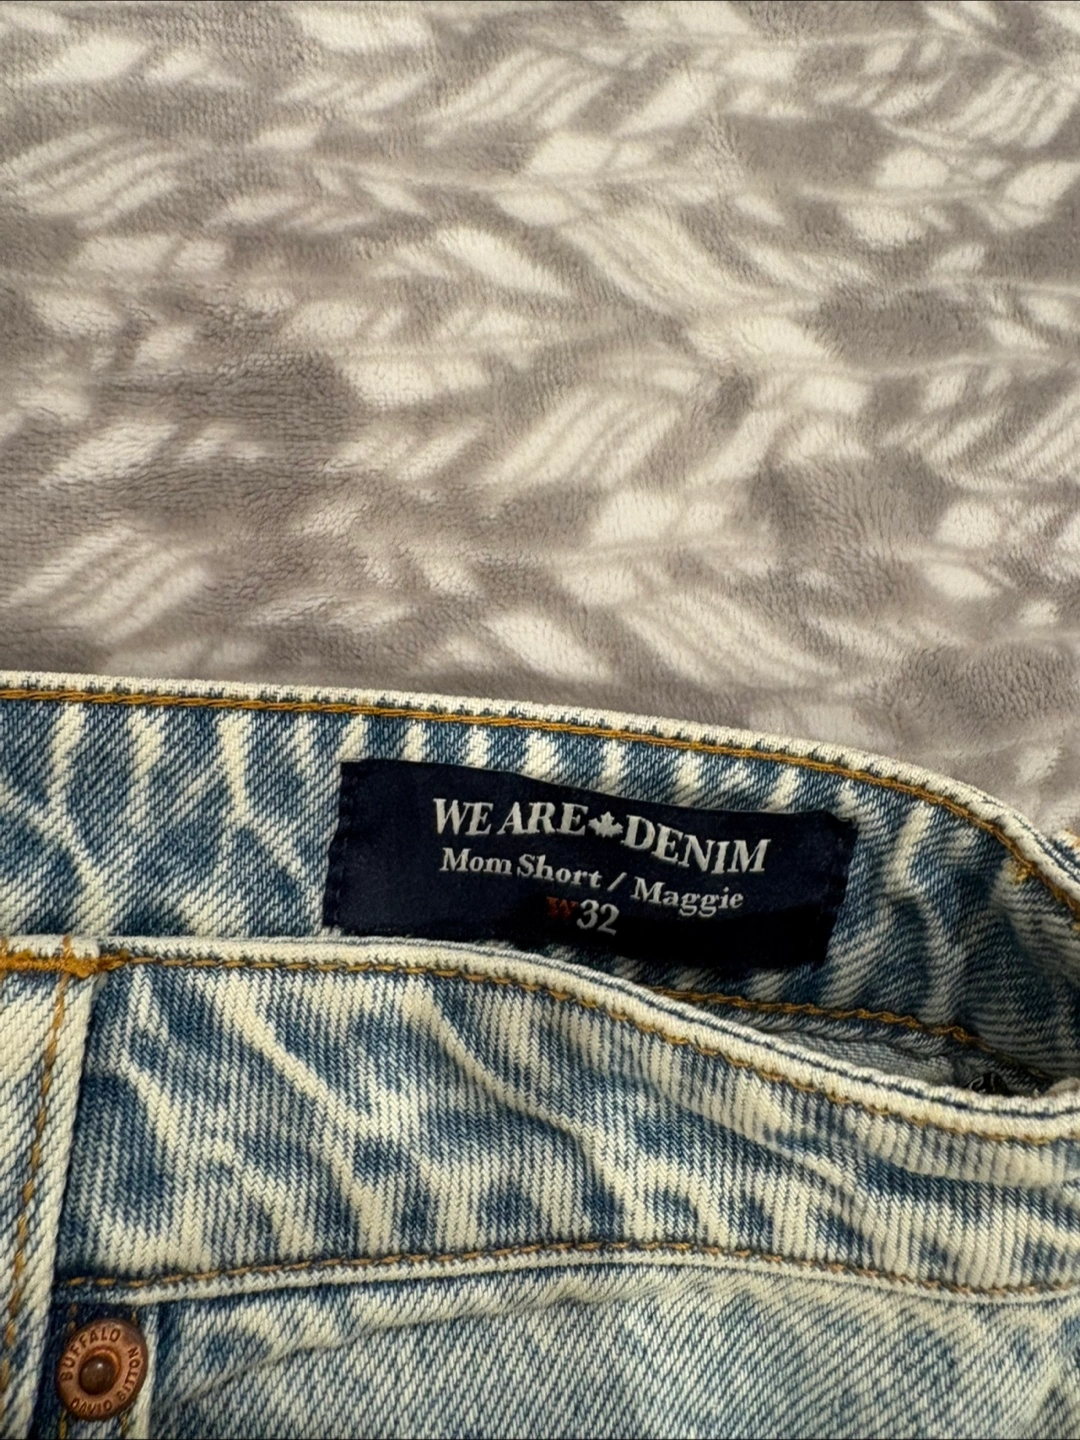 WE ARE DENIM
Mom Short / Maggie
W32
BUFFALO
DAVID BITTON